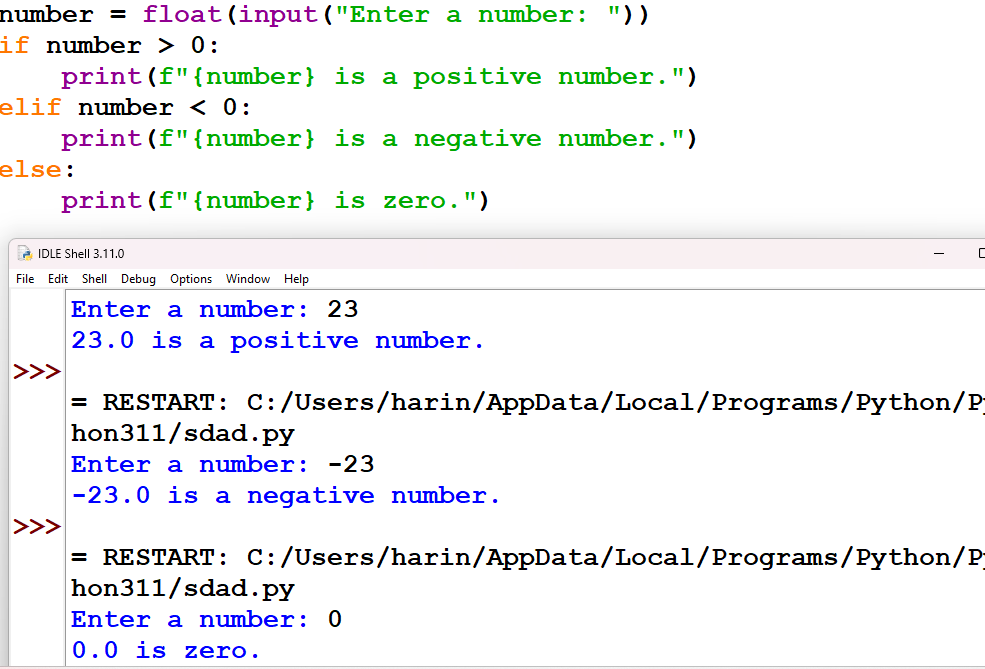 number = float(input("Enter a number: "))
if number > 0:
    print(f"{number} is a positive number.")
elif number < 0:
    print(f"{number} is a negative number.")
else:
    print(f"{number} is zero.")
IDLE Shell 3.11.0
File Edit Shell Debug Options Window Help
Enter a number: 23
23.0 is a positive number.
>>>
= RESTART: C:/Users/harin/AppData/Local/Programs/Python/Py
hon311/sdad.py
Enter a number: -23
-23.0 is a negative number.
>>>
= RESTART: C:/Users/harin/AppData/Local/Programs/Python/Py
hon311/sdad.py
Enter a number: 0
0.0 is zero.